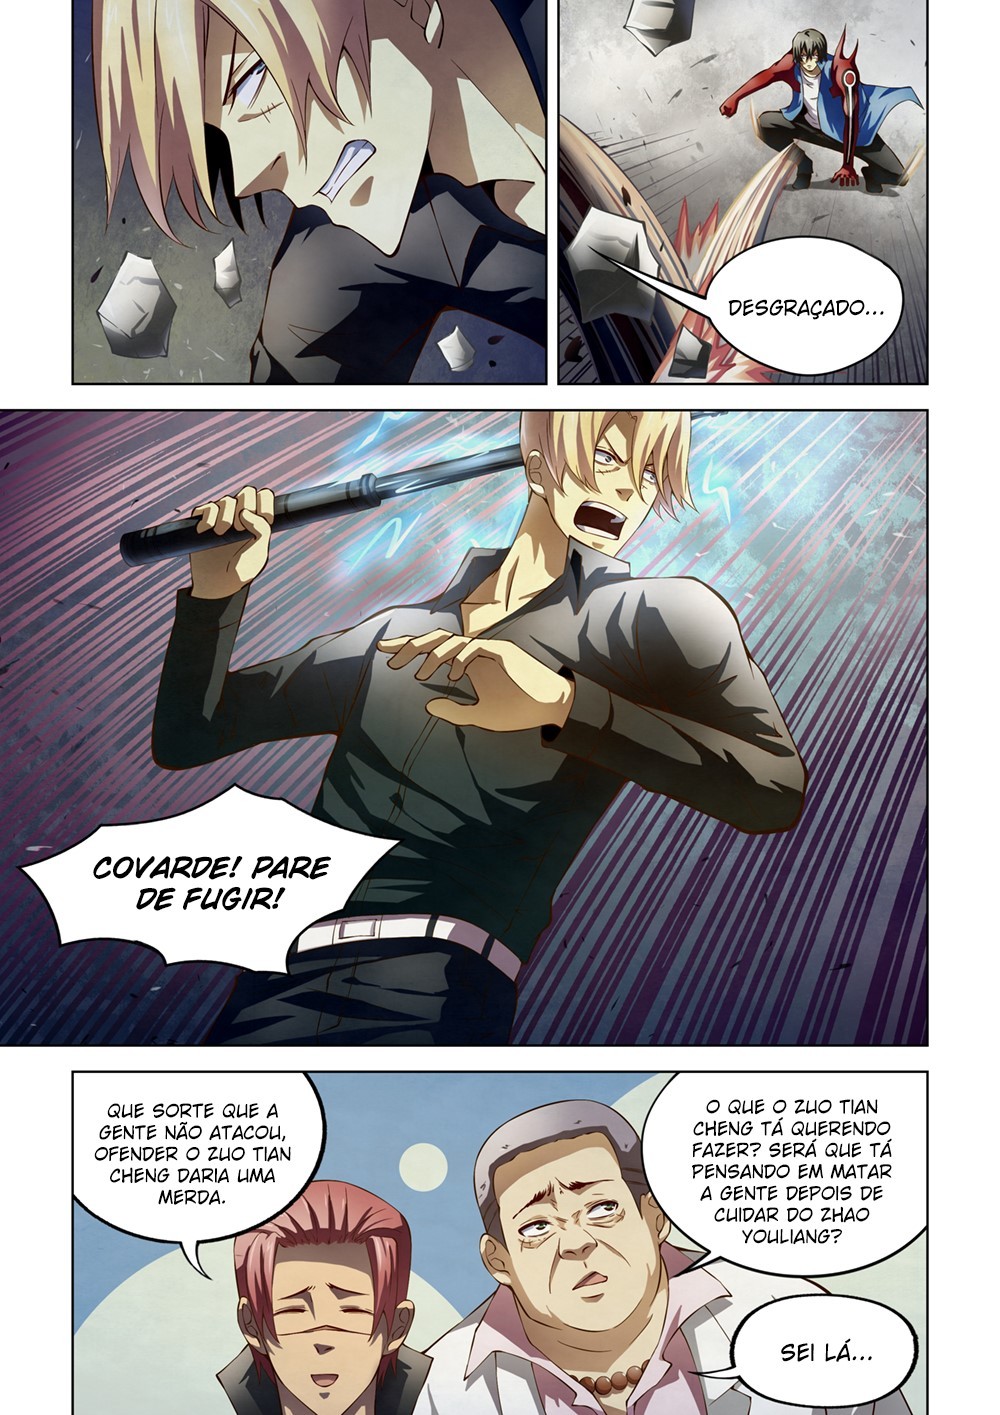 DESGRAÇADO...
COVARDE! PARE
DE FUGIR!
QUE SORTE QUE A
GENTE NÃO ATACOU,
OFENDER O ZUO TIAN
CHENG DARIA UMA
MERDA.
O QUE O ZUO TIAN
CHENG TÁ QUERENDO
FAZER? SERÁ QUE TÁ
PENSANDO EM MATAR
A GENTE DEPOIS DE
CUIDAR DO ZHAO
YOULIANG?
SEI LÁ...